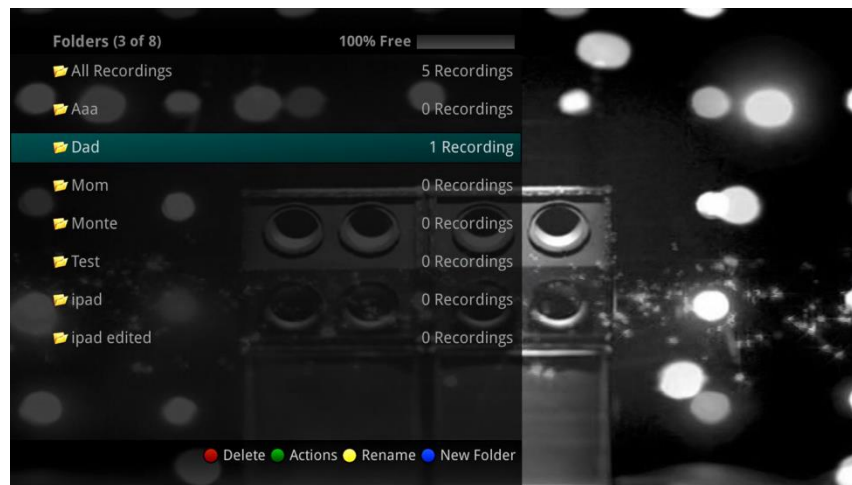 Folders (3 of 8) 100% Free
All Recordings 5 Recordings
Aaa 0 Recordings
Dad 1 Recording
Mom 0 Recordings
Monte 0 Recordings
Test 0 Recordings
ipad 0 Recordings
ipad edited 0 Recordings
Delete Actions Rename New Folder